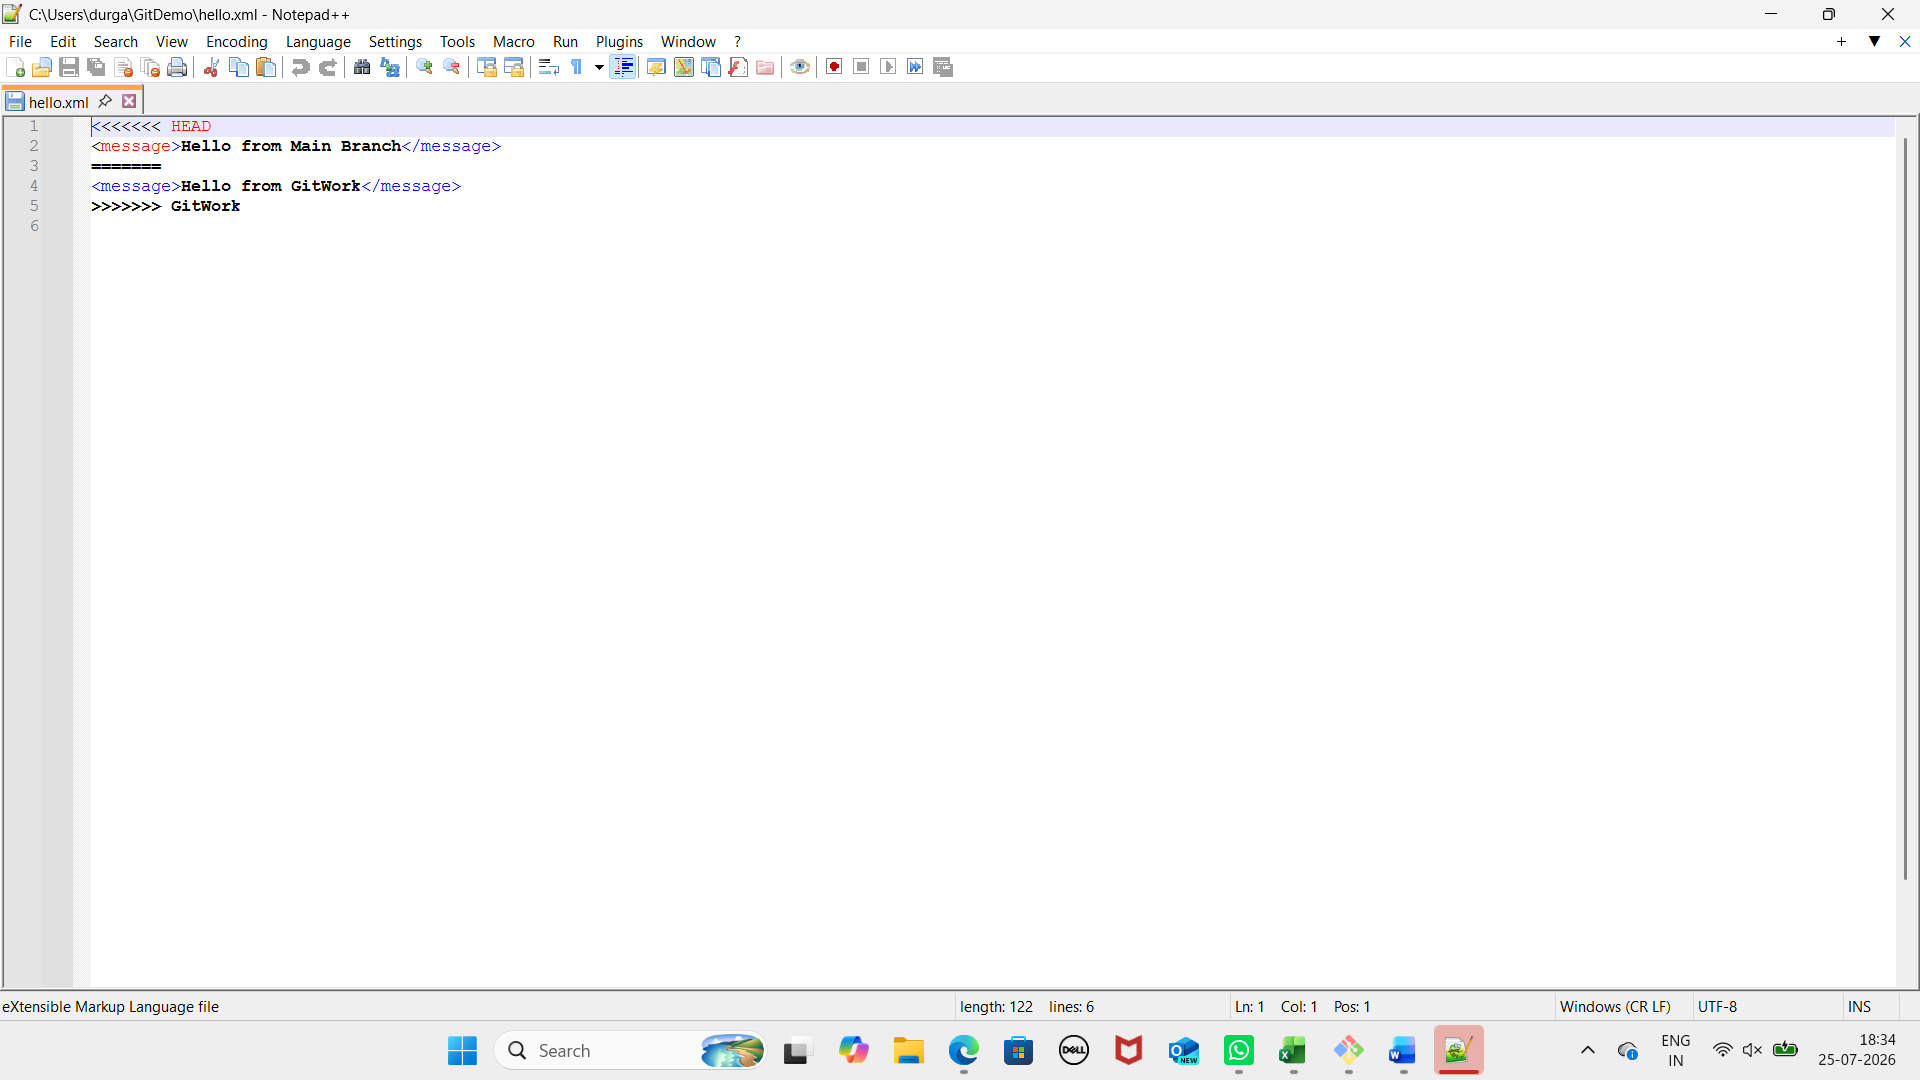 C:\Users\durga\GitDemo\hello.xml - Notepad++
File Edit Search View Encoding Language Settings Tools Macro Run Plugins Window ?
hello.xml
1 <<<<<<< HEAD
2 <message>Hello from Main Branch</message>
3 =======
4 <message>Hello from GitWork</message>
5 >>>>>>> GitWork
6
eXtensible Markup Language file length: 122 lines: 6 Ln: 1 Col: 1 Pos: 1 Windows (CR LF) UTF-8 INS
Search
DELL
NEW
ENG
IN
18:34
25-07-2026